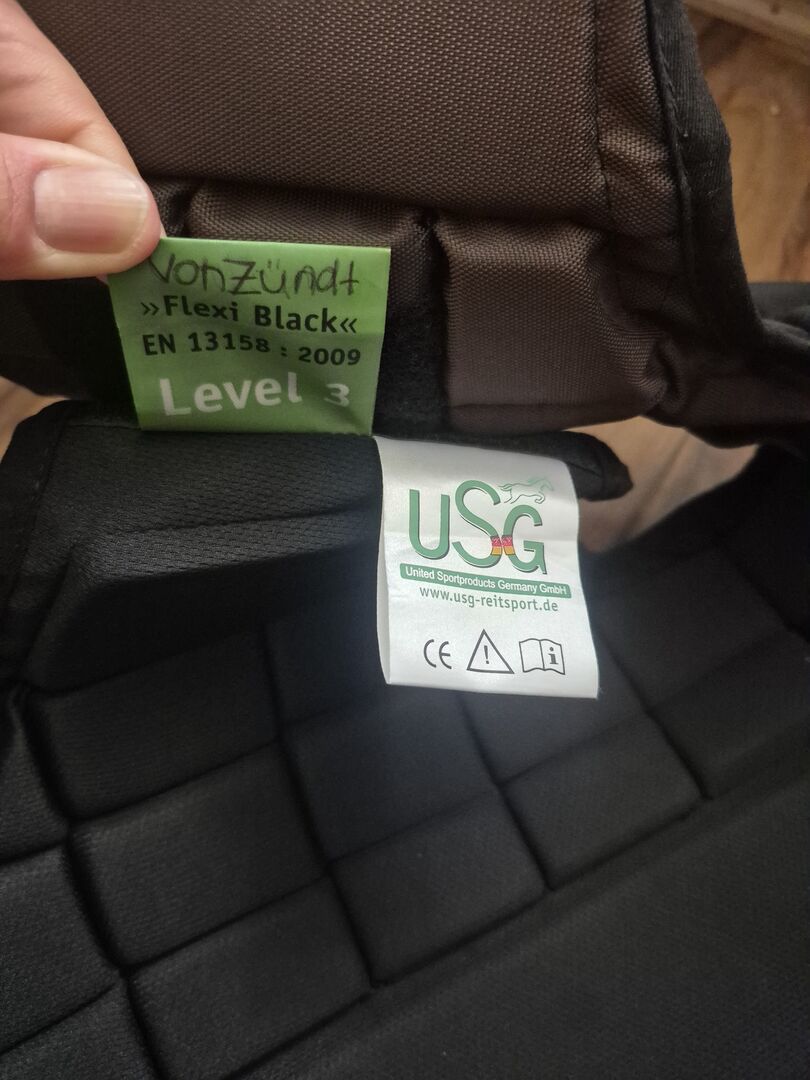 VonZündt
»Flexi Black«
EN 13158 : 2009
Level 3
USG
United Sportproducts Germany GmbH
www.usg-reitsport.de
CE